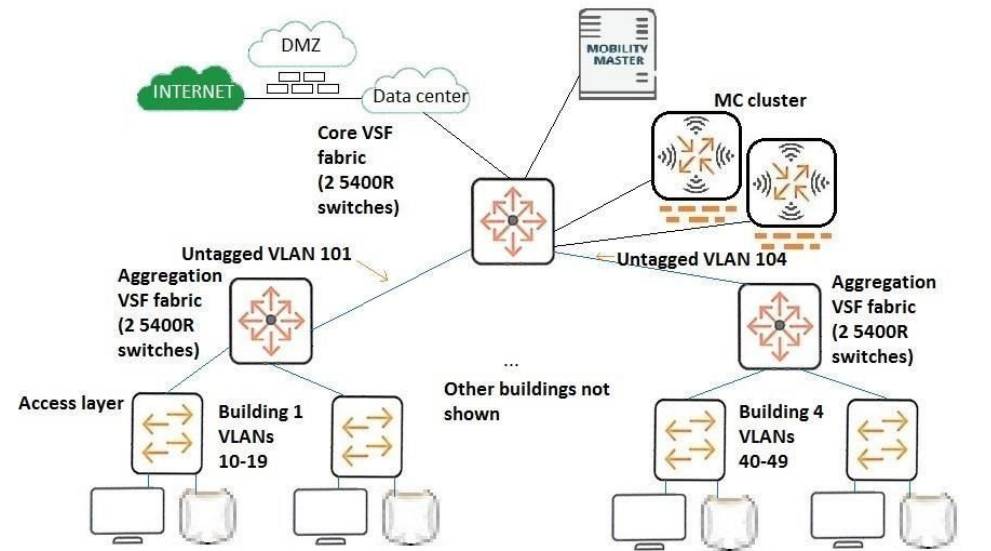 DMZ
INTERNET
Data center
MOBILITY
MASTER
MC cluster
Core VSF
fabric
(2 5400R
switches)
Untagged VLAN 101
Untagged VLAN 104
Aggregation
VSF fabric
(2 5400R
switches)
Aggregation
VSF fabric
(2 5400R
switches)
...
Other buildings not
shown
Access layer
Building 1
VLANs
10-19
Building 4
VLANs
40-49